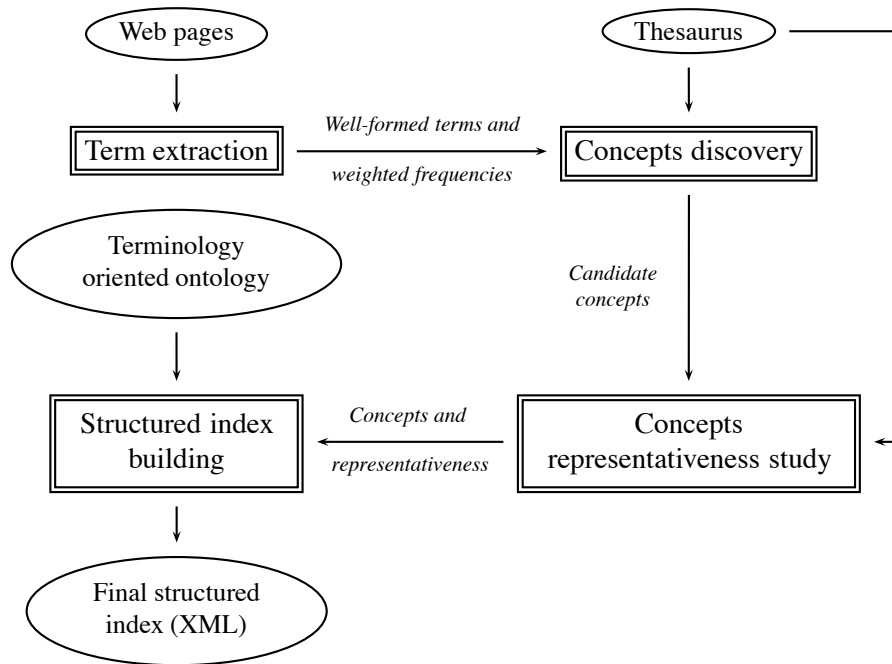 Web pages
Thesaurus
Term extraction
Well-formed terms and
weighted frequencies
Concepts discovery
Terminology
oriented ontology
Candidate
concepts
Structured index
building
Concepts and
representativeness
Concepts
representativeness study
Final structured
index (XML)